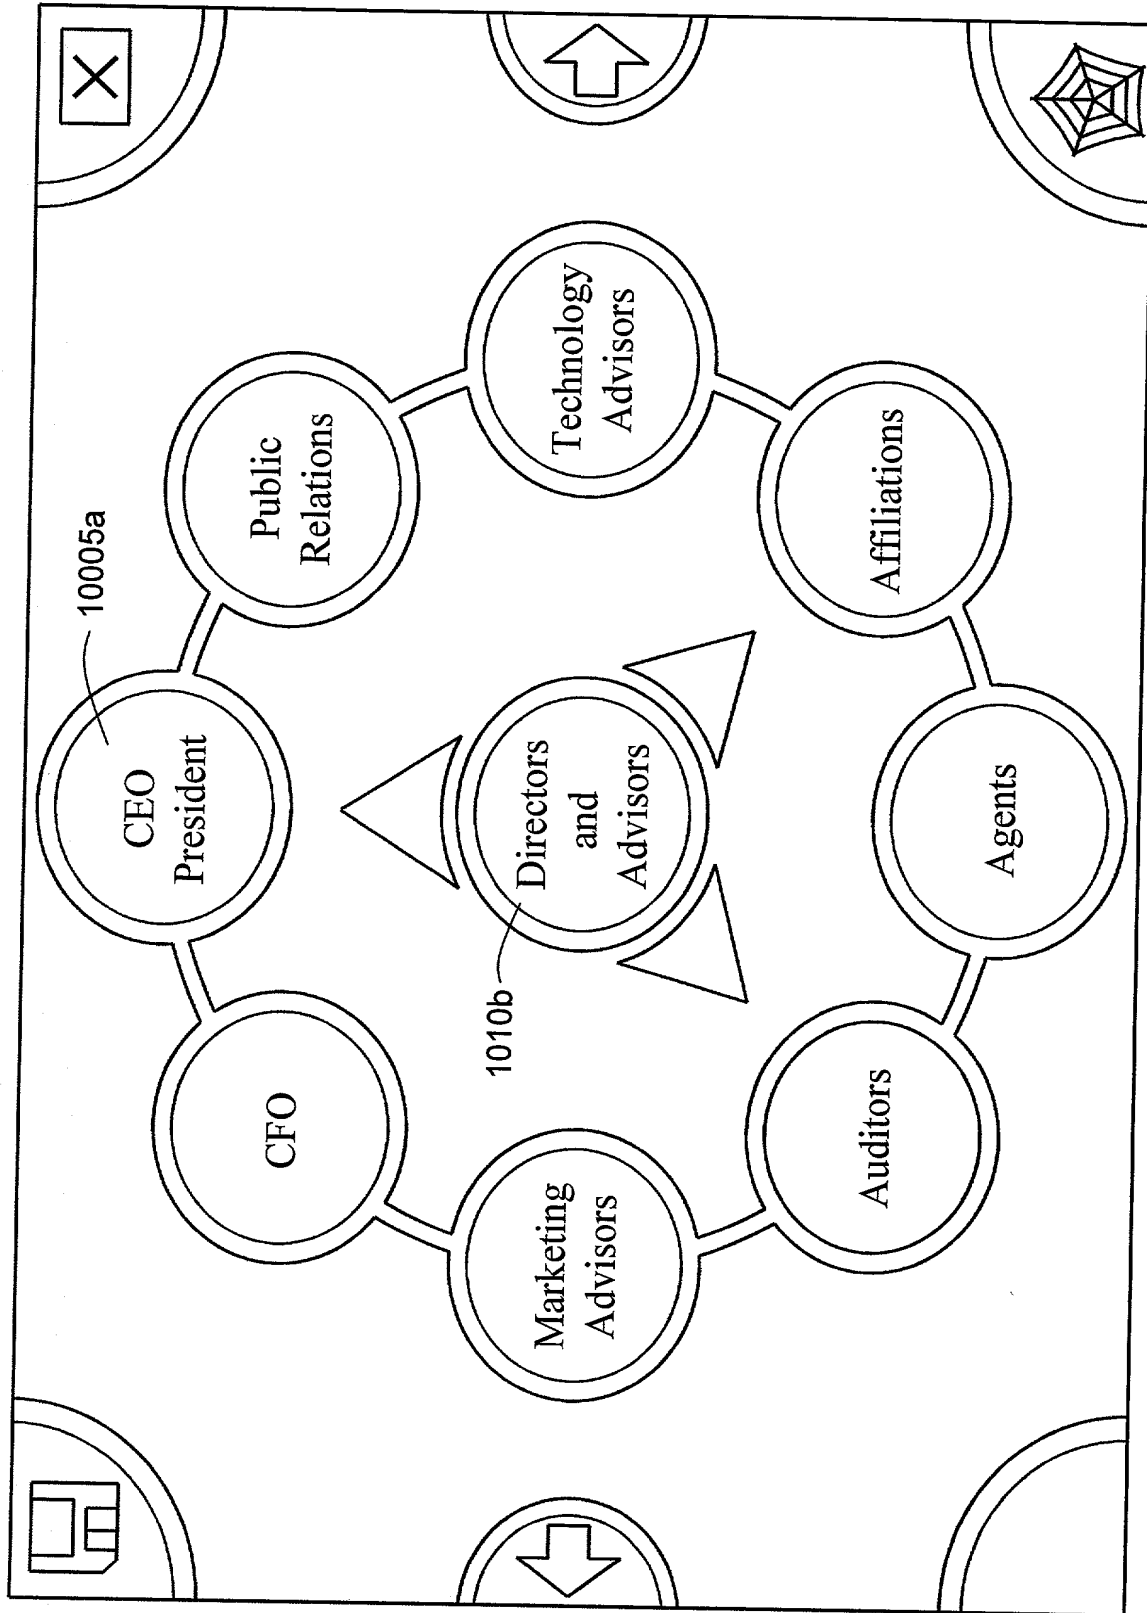 10005a
CEO
President
CFO
Public
Relations
1010b
Directors
and
Advisors
Marketing
Advisors
Technology
Advisors
Auditors
Affiliations
Agents